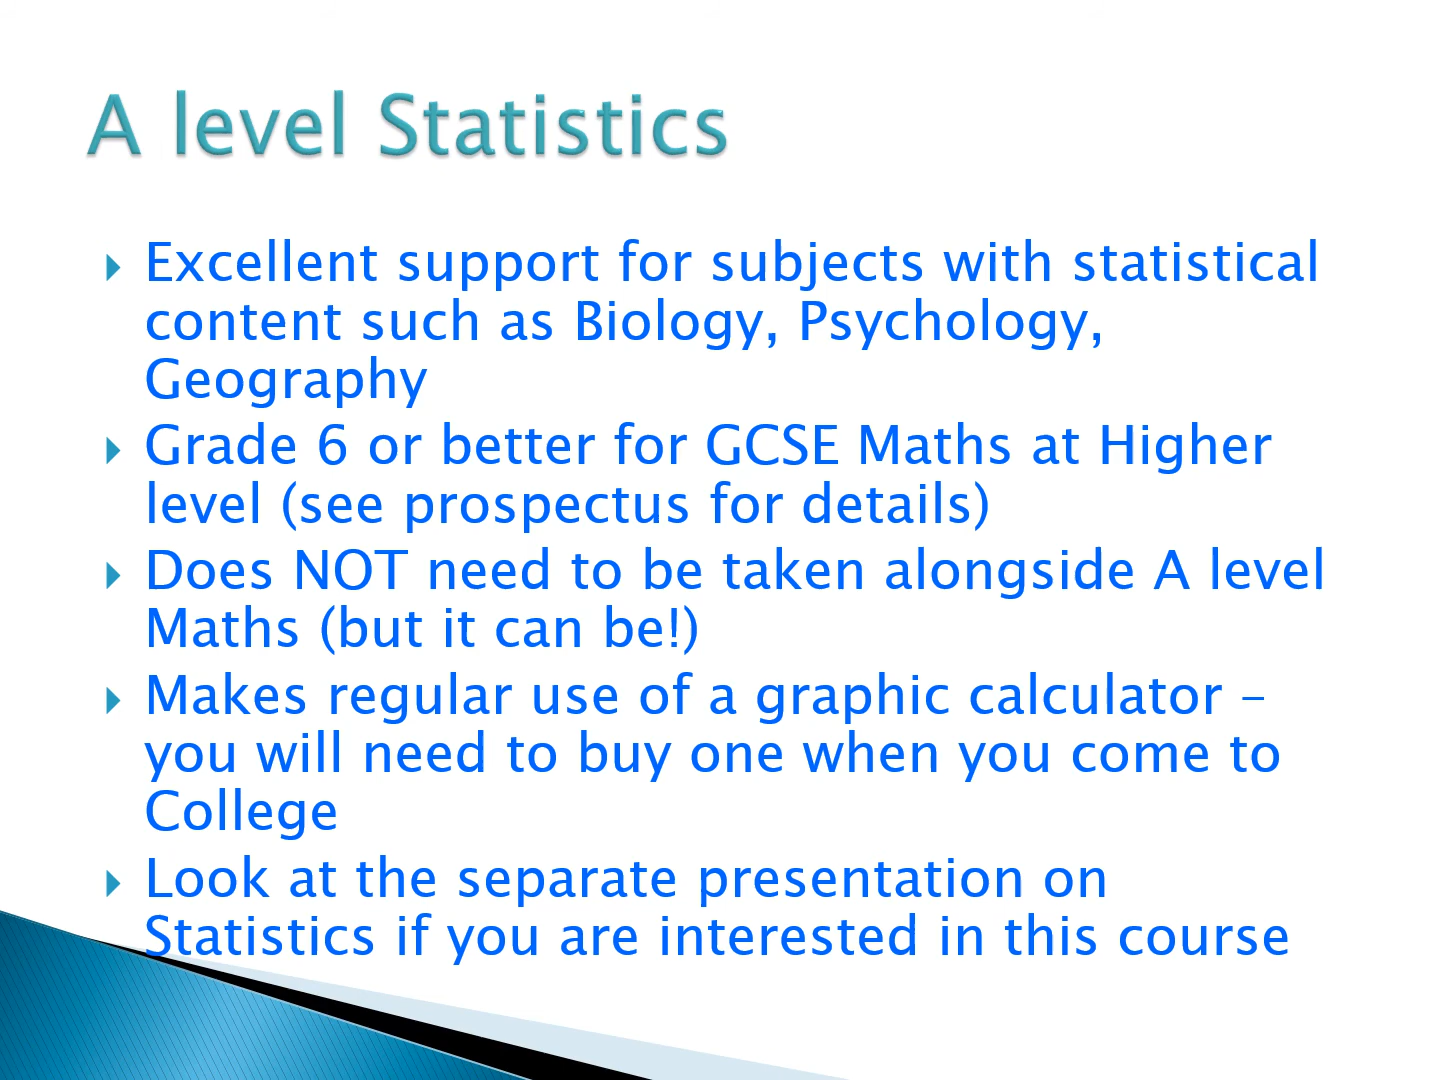 A level Statistics
Excellent support for subjects with statistical
content such as Biology, Psychology,
Geography
Grade 6 or better for GCSE Maths at Higher
level (see prospectus for details)
Does NOT need to be taken alongside A level
Maths (but it can be!)
Makes regular use of a graphic calculator –
you will need to buy one when you come to
College
Look at the separate presentation on
Statistics if you are interested in this course